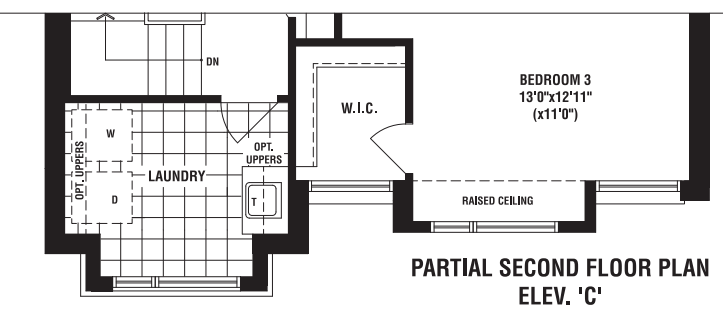 DN
BEDROOM 3
13'0"x12'11"
(x11'0")
W.I.C.
W
OPT.
UPPERS
OPT. UPPERS
LAUNDRY
D
T
RAISED CEILING
PARTIAL SECOND FLOOR PLAN
ELEV. 'C'